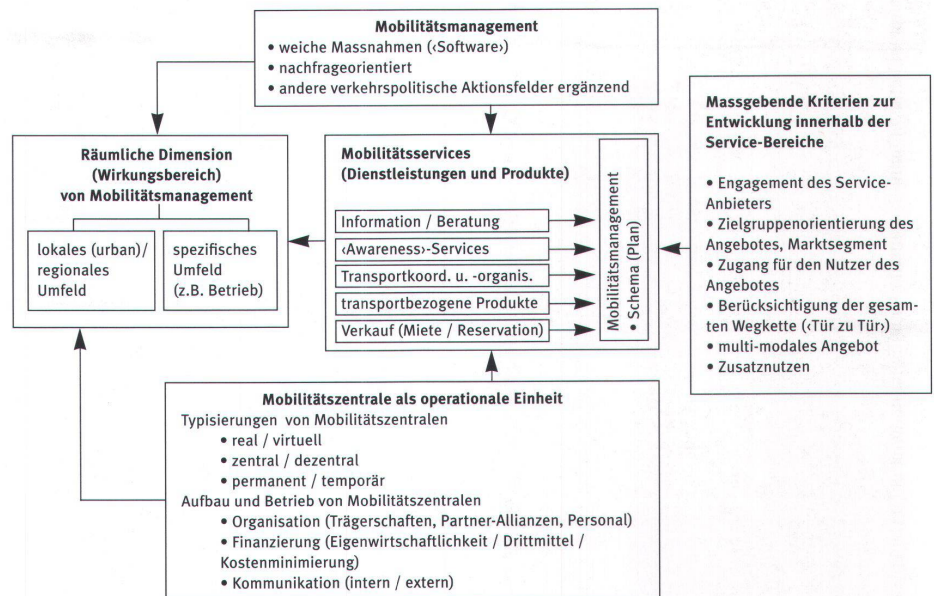 Mobilitätsmanagement
• weiche Massnahmen (‹Software›)
• nachfrageorientiert
• andere verkehrspolitische Aktionsfelder ergänzend
Räumliche Dimension
(Wirkungsbereich)
von Mobilitätsmanagement
lokales (urban)/
regionales
Umfeld
spezifisches
Umfeld
(z.B. Betrieb)
Mobilitätsservices
(Dienstleistungen und Produkte)
Information / Beratung
‹Awareness›-Services
Transportkoord. u. -organis.
transportbezogene Produkte
Verkauf (Miete / Reservation)
Mobilitätsmanagement
• Schema (Plan)
Massgebende Kriterien zur
Entwicklung innerhalb der
Service-Bereiche
• Engagement des Service-
Anbieters
• Zielgruppenorientierung des
Angebotes, Marktsegment
• Zugang für den Nutzer des
Angebotes
• Berücksichtigung der gesam-
ten Wegkette (‹Tür zu Tür›)
• multi-modales Angebot
• Zusatznutzen
Mobilitätszentrale als operationale Einheit
Typisierungen von Mobilitätszentralen
• real / virtuell
• zentral / dezentral
• permanent / temporär
Aufbau und Betrieb von Mobilitätszentralen
• Organisation (Trägerschaften, Partner-Allianzen, Personal)
• Finanzierung (Eigenwirtschaftlichkeit / Drittmittel /
Kostenminimierung)
• Kommunikation (intern / extern)